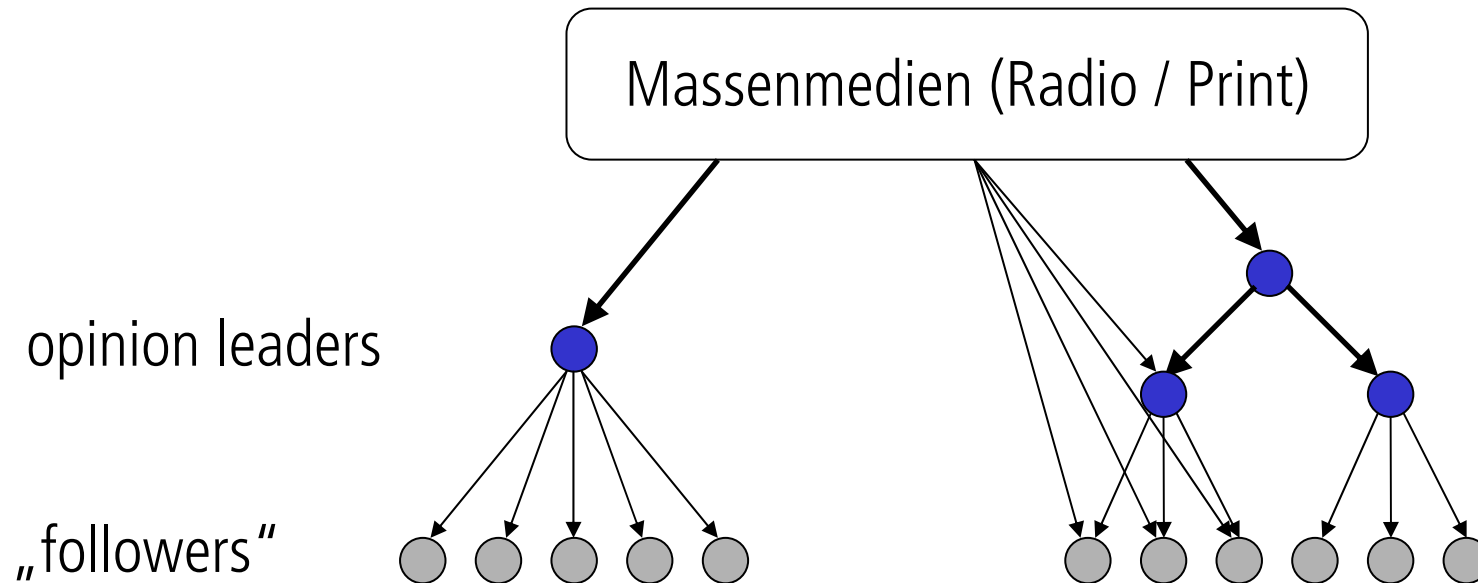 Massenmedien (Radio / Print)
opinion leaders
„followers“